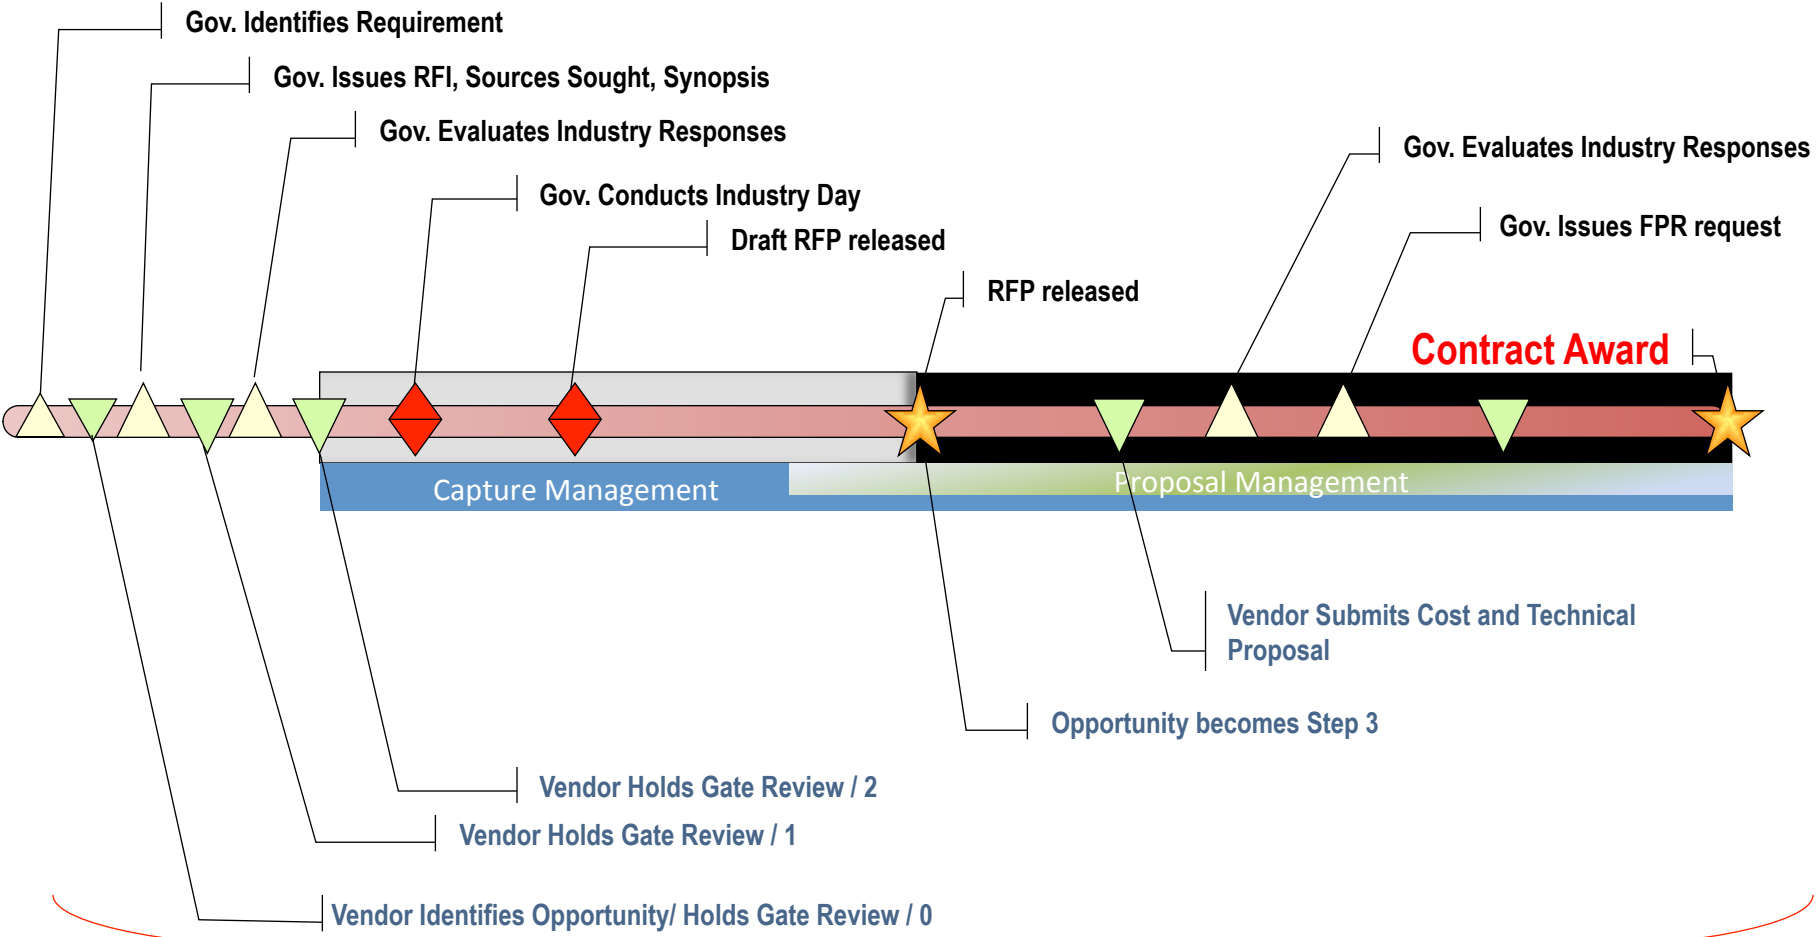 Gov. Identifies Requirement
Gov. Issues RFI, Sources Sought, Synopsis
Gov. Evaluates Industry Responses
Gov. Evaluates Industry Responses
Gov. Conducts Industry Day
Gov. Issues FPR request
Draft RFP released
RFP released
Contract Award
Capture Management
Proposal Management
Vendor Submits Cost and Technical
Proposal
Opportunity becomes Step 3
Vendor Holds Gate Review / 2
Vendor Holds Gate Review / 1
Vendor Identifies Opportunity/ Holds Gate Review / 0